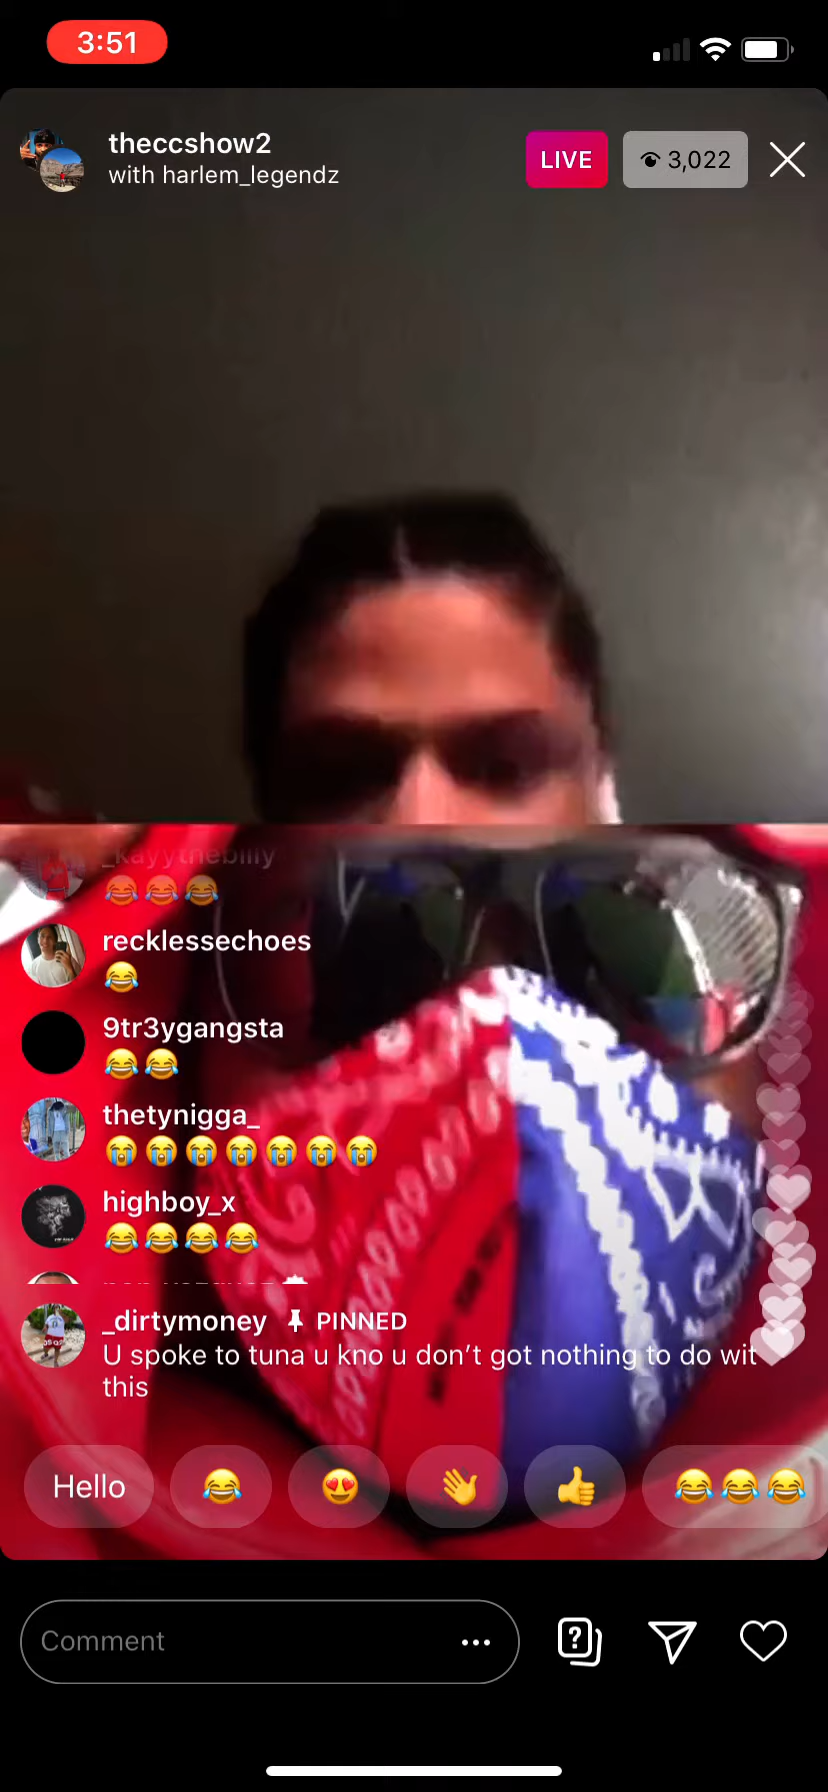 3:51
theccshow2
with harlem_legendz
LIVE
3,022
_kayythebilly
😂😂😂
recklessechoes
😂
9tr3ygangsta
😂😂
thetynigga_
😭😭😭😭😭😭😭
highboy_x
😂😂😂😂
_dirtymoney PINNED
U spoke to tuna u kno u don’t got nothing to do wit
this
Hello 😂 😍 👋 👍 😂😂😂
Comment